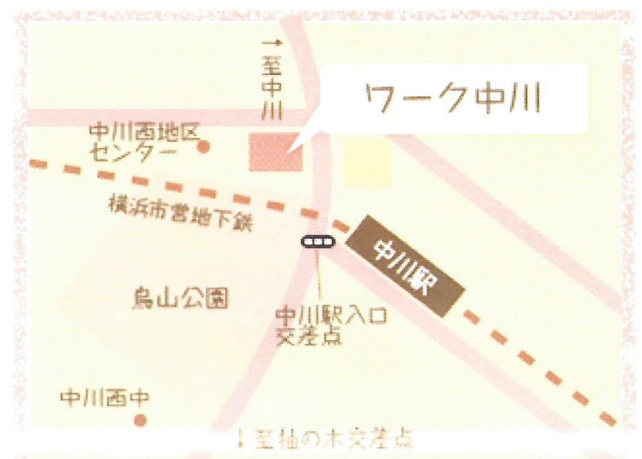 ↑至中川
ワーク中川
中川西地区
センター
横浜市営地下鉄
中川駅
烏山公園
中川駅入口
交差点
中川西中
↓至柚の木交差点